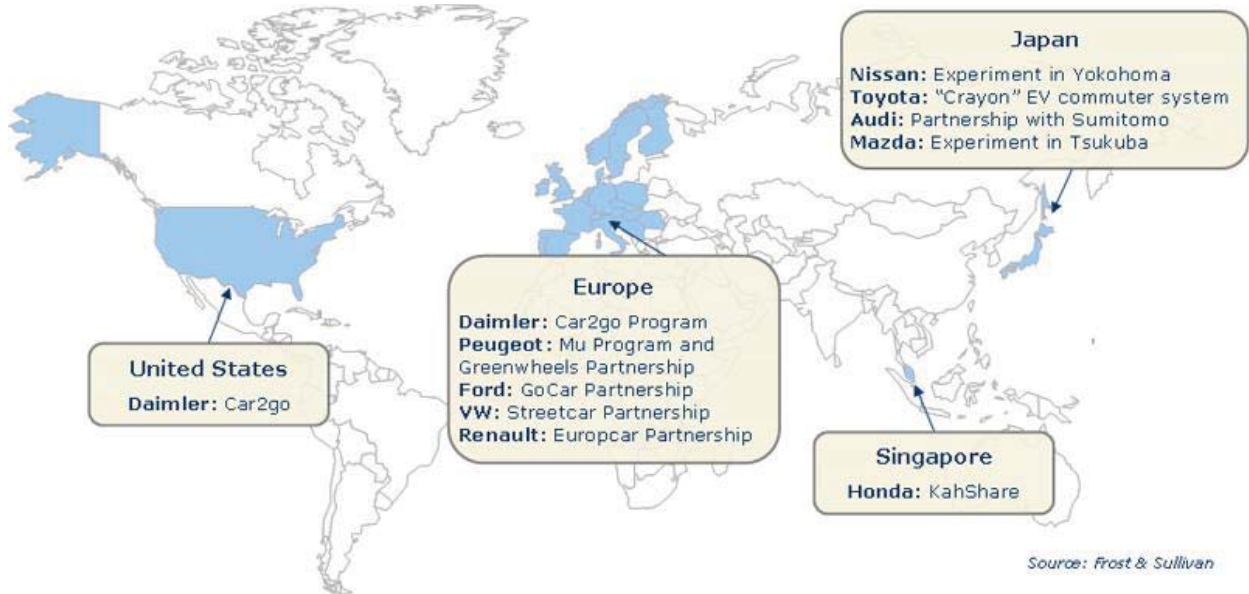 Japan
Nissan: Experiment in Yokohoma
Toyota: "Crayon" EV commuter system
Audi: Partnership with Sumitomo
Mazda: Experiment in Tsukuba
Europe
Daimler: Car2go Program
Peugeot: Mu Program and
Greenwheels Partnership
Ford: GoCar Partnership
VW: Streetcar Partnership
Renault: Europcar Partnership
United States
Daimler: Car2go
Singapore
Honda: KahShare
Source: Frost & Sullivan